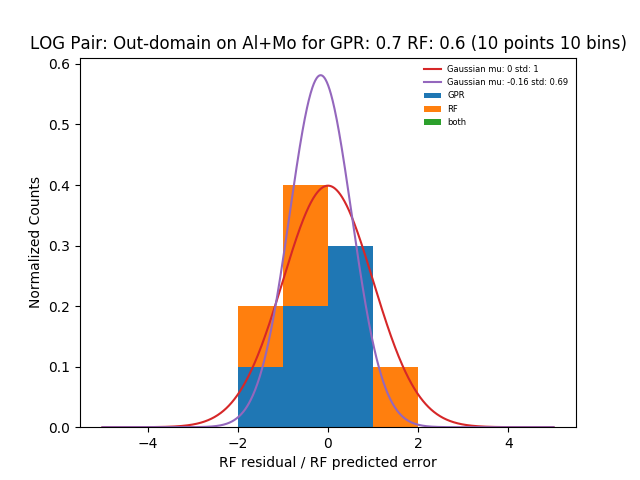 LOG Pair: Out-domain on Al+Mo for GPR: 0.7 RF: 0.6 (10 points 10 bins)
Gaussian mu: 0 std: 1
Gaussian mu: -0.16 std: 0.69
GPR
RF
both
Normalized Counts
0.6
0.5
0.4
0.3
0.2
0.1
0.0
−4 −2 0 2 4
RF residual / RF predicted error